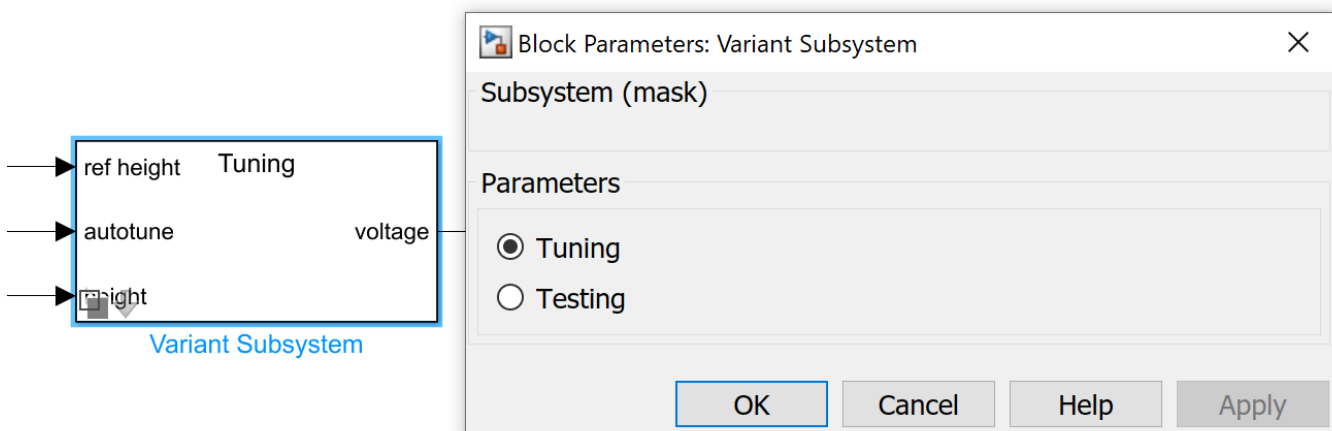 Block Parameters: Variant Subsystem
Subsystem (mask)
ref height
Tuning
autotune
voltage
height
Variant Subsystem
Parameters
Tuning
Testing
OK
Cancel
Help
Apply